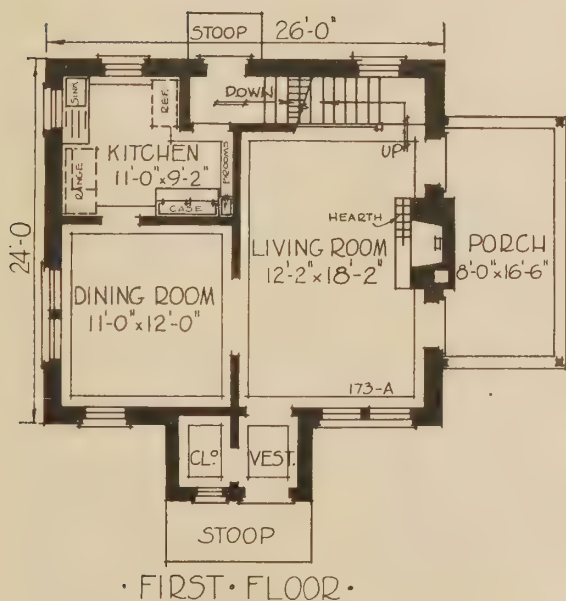 STOOP
26'-0"
24'-0
SINK
REF.
DOWN
UP
KITCHEN
11'-0"x9'-2"
RANGE
BROOMS
CASE
HEARTH
LIVING ROOM
12'-2"x18'-2"
PORCH
8'-0"x16'-6"
DINING ROOM
11'-0"x12'-0"
173-A
CLO.
VEST.
STOOP
· FIRST · FLOOR ·